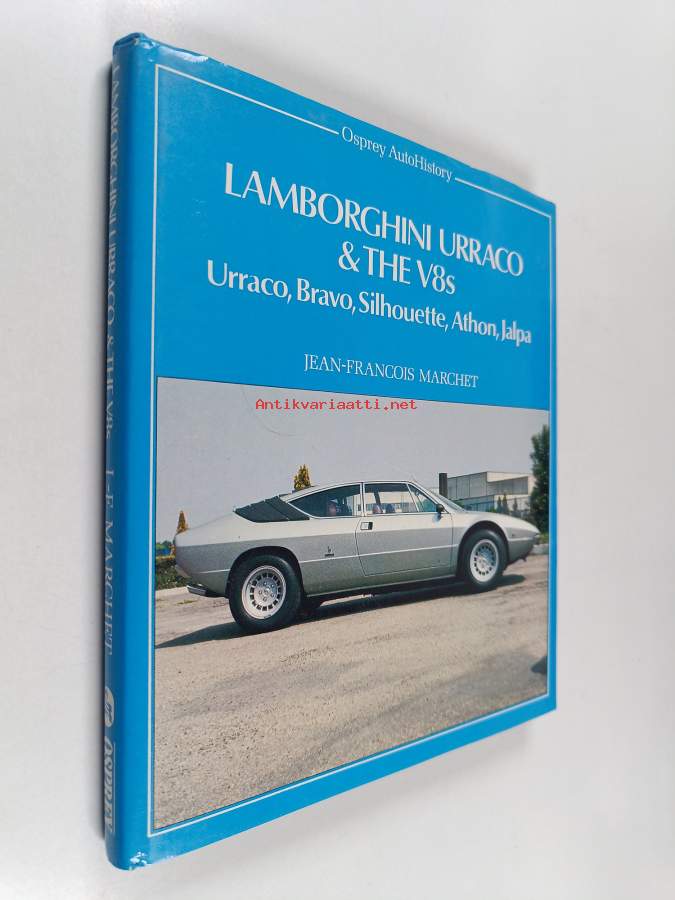 Osprey AutoHistory
LAMBORGHINI URRACO
& THE V8s
Urraco, Bravo, Silhouette, Athon, Jalpa
JEAN-FRANCOIS MARCHET
Antikvariaatti.net
LAMBORGHINI URRACO & THE V8s J-F MARCHET OSPREY